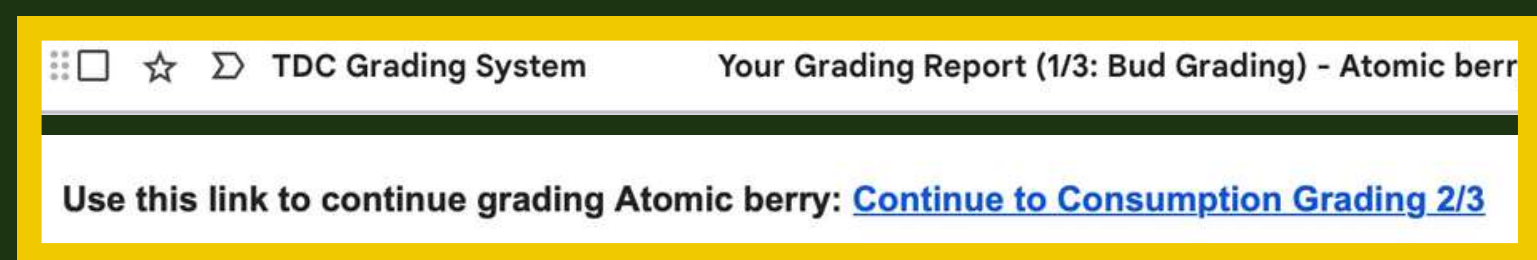 TDC Grading System Your Grading Report (1/3: Bud Grading) - Atomic berr
Use this link to continue grading Atomic berry: Continue to Consumption Grading 2/3